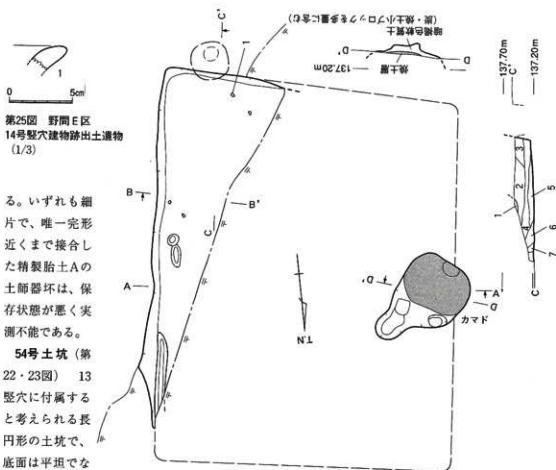 1
0 5cm
第25図 野間E区
14号竪穴建物跡出土遺物
(1/3)
る。いずれも細
片で、唯一完形
近くまで接合し
た精製胎土Aの
土師器坏は、保
存状態が悪く実
測不能である。
54号土坑（第
22・23図） 13
竪穴に付属する
と考えられる長
円形の土坑で、
底面は平坦でな
C'
1
B
B'
C
A
T.N
D'
A'
D
カマド
(炭・焼土小ブロックを多量に含む)
暗褐色軟質土
D'
D
焼土層
137.20m
137.70m
C'
137.20m
1
2
3
4
5
6
7
C